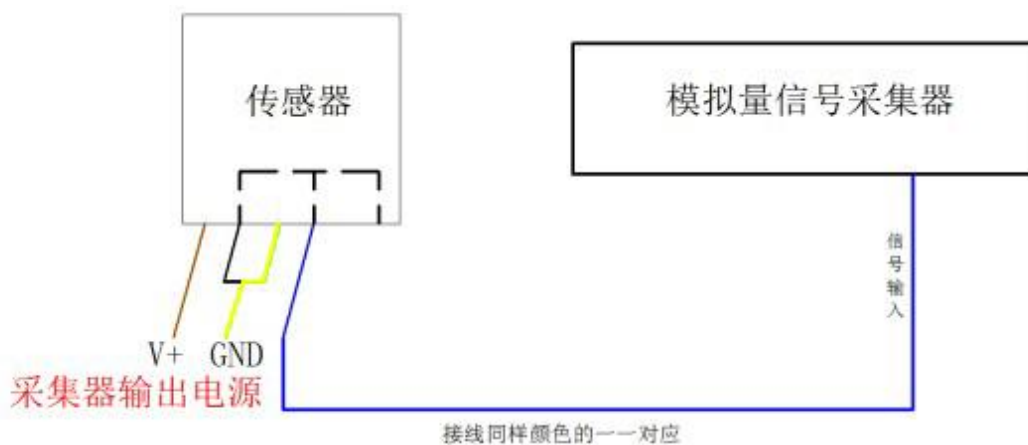 传感器
模拟量信号采集器
信号输入
V+ GND
采集器输出电源
接线同样颜色的一一对应